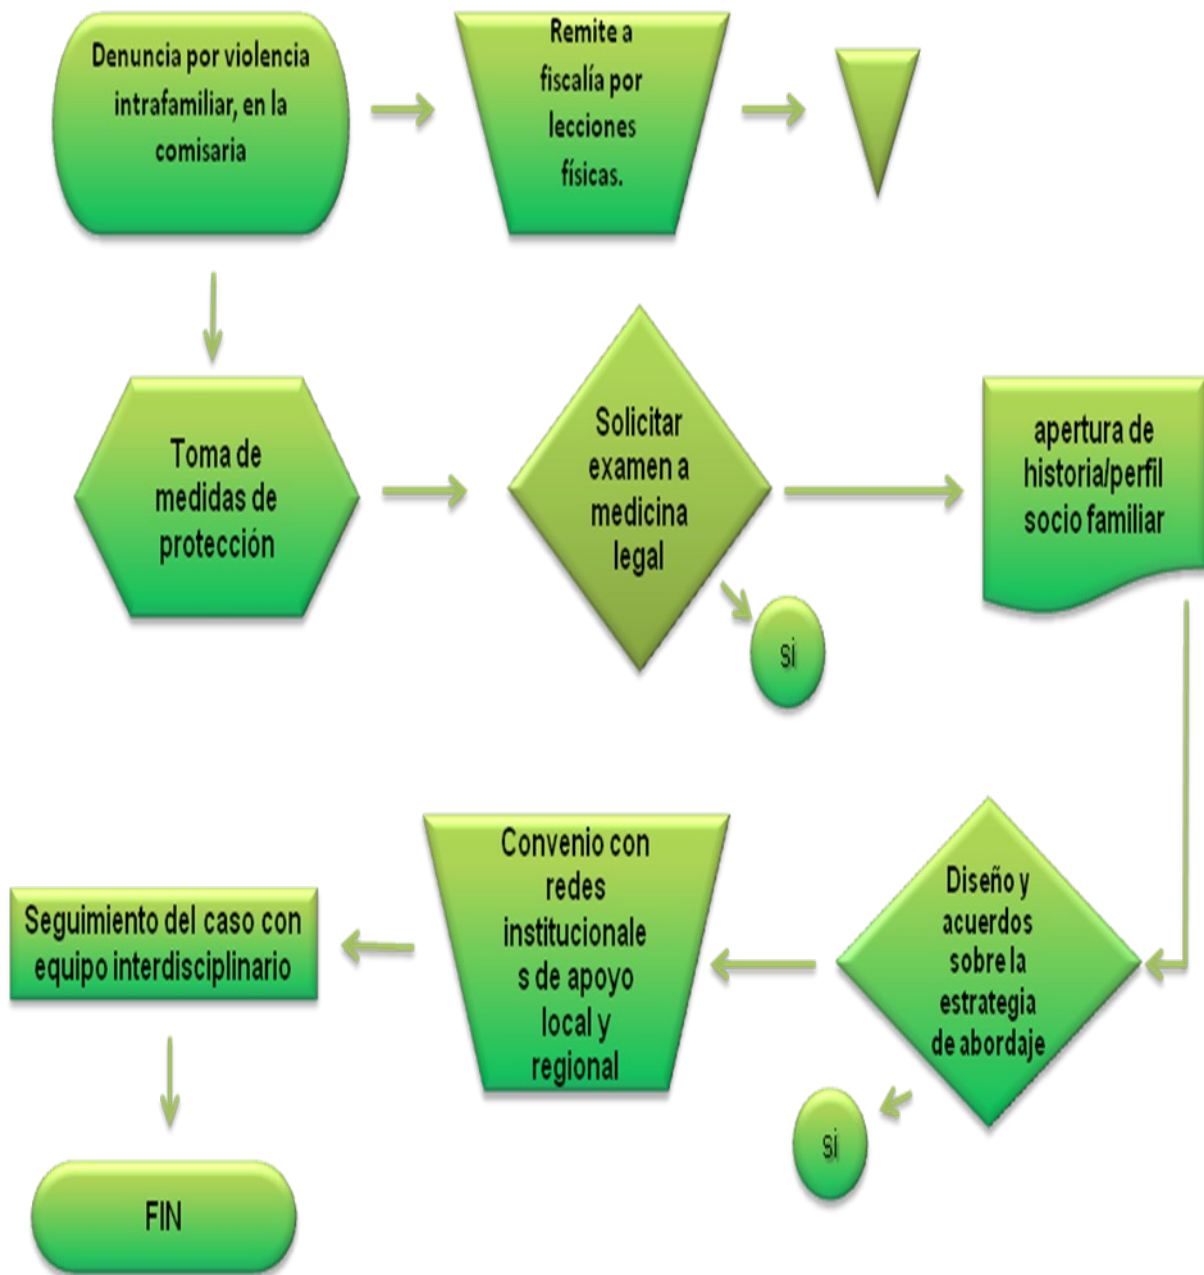 Denuncia por violencia
intrafamiliar, en la
comisaria
Remite a
fiscalía por
lecciones
físicas.
Toma de
medidas de
protección
Solicitar
examen a
medicina
legal
si
apertura de
historia/perfil
socio familiar
Diseño y
acuerdos
sobre la
estrategia
de abordaje
si
Convenio con
redes
institucionale
s de apoyo
local y
regional
Seguimiento del caso con
equipo interdisciplinario
FIN